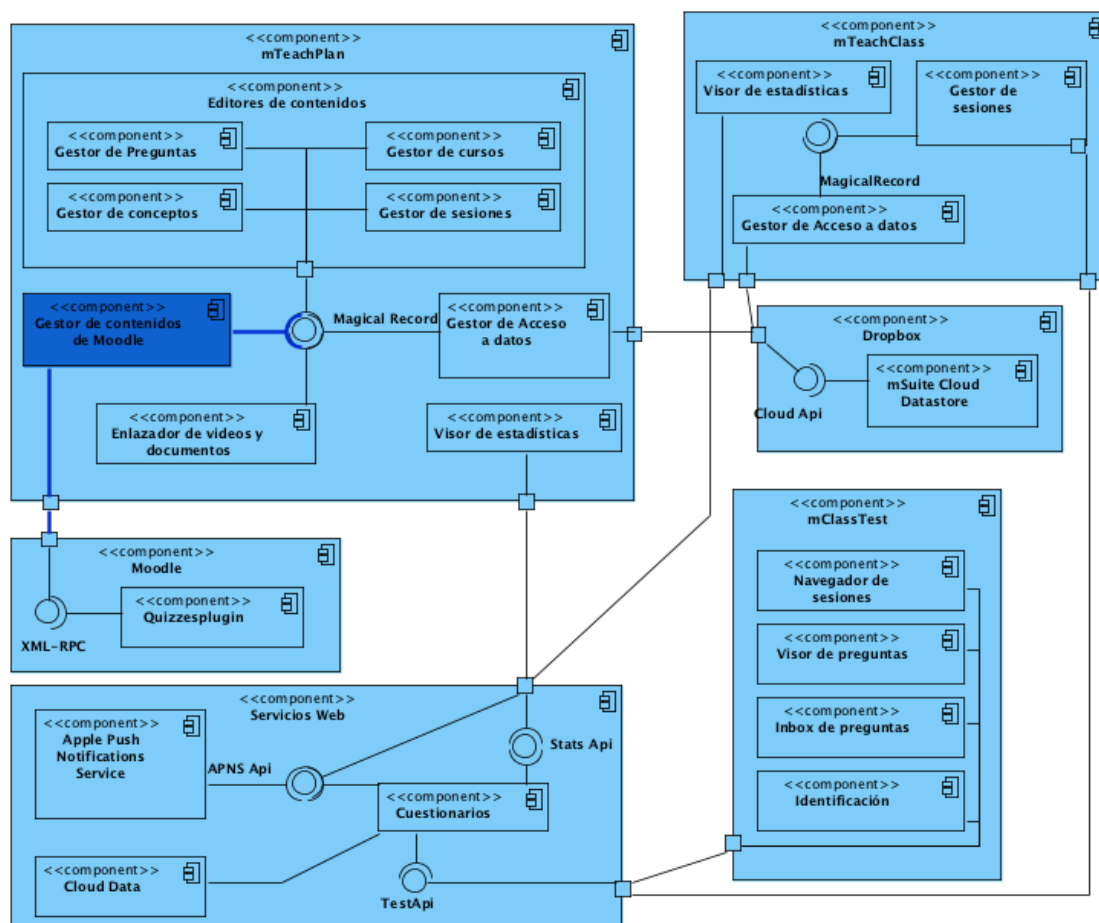 <<component>>
mTeachPlan
<<component>>
Editores de contenidos
<<component>>
Gestor de Preguntas
<<component>>
Gestor de cursos
<<component>>
Gestor de conceptos
<<component>>
Gestor de sesiones
<<component>>
Gestor de contenidos
de Moodle
Magical Record
<<component>>
Gestor de Acceso
a datos
<<component>>
Enlazador de videos y
documentos
<<component>>
Visor de estadísticas
<<component>>
mTeachClass
<<component>>
Visor de estadísticas
<<component>>
Gestor de
sesiones
MagicalRecord
<<component>>
Gestor de Acceso a datos
<<component>>
Dropbox
<<component>>
mSuite Cloud
Datastore
Cloud Api
<<component>>
Moodle
<<component>>
Quizzesplugin
XML-RPC
<<component>>
mClassTest
<<component>>
Navegador de
sesiones
<<component>>
Visor de preguntas
<<component>>
Inbox de preguntas
<<component>>
Identificación
<<component>>
Servicios Web
<<component>>
Apple Push
Notifications
Service
APNS Api
Stats Api
<<component>>
Cuestionarios
<<component>>
Cloud Data
TestApi